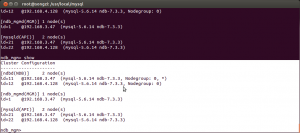 root@songzi: /usr/local/mysql
id=12 @192.168.4.128 (mysql-5.6.14 ndb-7.3.3, Nodegroup: 0)
[ndb_mgmd(MGM)] 1 node(s)
id=1 @192.168.3.47 (mysql-5.6.14 ndb-7.3.3)
[mysqld(API)] 2 node(s)
id=21 @192.168.3.47 (mysql-5.6.14 ndb-7.3.3)
id=22 @192.168.4.128 (mysql-5.6.14 ndb-7.3.3)
ndb_mgm> show
Cluster Configuration
---------------------
[ndbd(NDB)] 2 node(s)
id=11 @192.168.3.47 (mysql-5.6.14 ndb-7.3.3, Nodegroup: 0, *)
id=12 @192.168.4.128 (mysql-5.6.14 ndb-7.3.3, Nodegroup: 0)
[ndb_mgmd(MGM)] 1 node(s)
id=1 @192.168.3.47 (mysql-5.6.14 ndb-7.3.3)
[mysqld(API)] 2 node(s)
id=21 @192.168.3.47 (mysql-5.6.14 ndb-7.3.3)
id=22 @192.168.4.128 (mysql-5.6.14 ndb-7.3.3)
ndb_mgm>